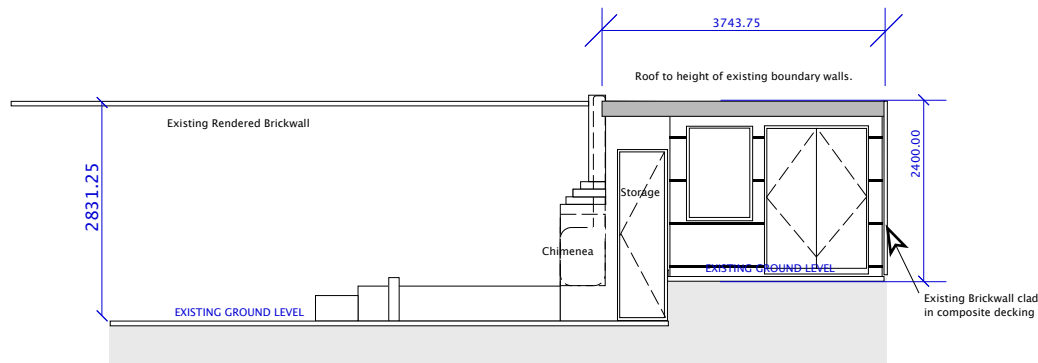 3743.75
Roof to height of existing boundary walls.
Existing Rendered Brickwall
2831.25
2400.00
Storage
Chimenea
EXISTING GROUND LEVEL
EXISTING GROUND LEVEL
Existing Brickwall clad
in composite decking